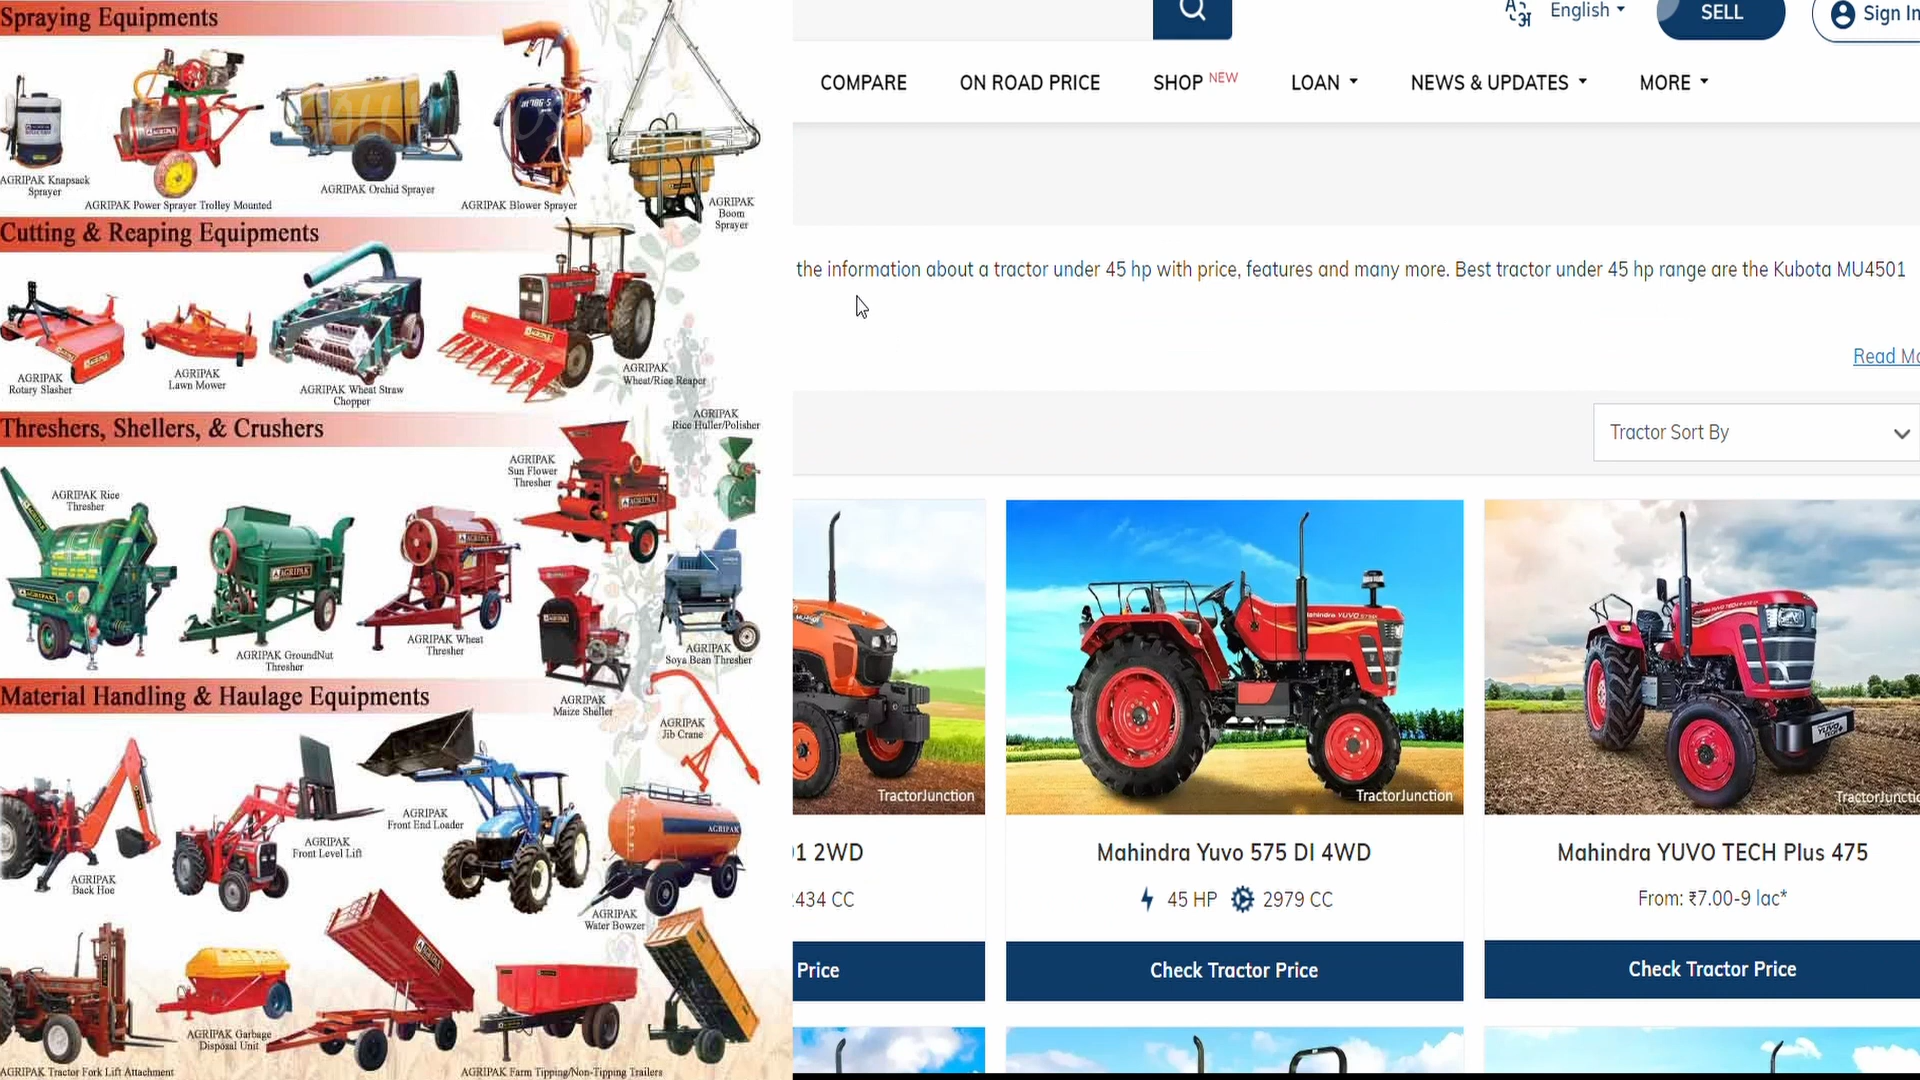 Spraying Equipments
AGRIPAK Knapsack
Sprayer
AGRIPAK Power Sprayer Trolley Mounted
AGRIPAK Orchid Sprayer
AGRIPAK Blower Sprayer
AGRIPAK
Boom
Sprayer
Cutting & Reaping Equipments
AGRIPAK
Rotary Slasher
AGRIPAK
Lawn Mower
AGRIPAK Wheat Straw
Chopper
AGRIPAK
Wheat/Rice Reaper
Threshers, Shellers, & Crushers
AGRIPAK
Rice Huller/Polisher
AGRIPAK
Sun Flower
Thresher
AGRIPAK Rice
Thresher
AGRIPAK GroundNut
Thresher
AGRIPAK Wheat
Thresher
AGRIPAK
Soya Bean Thresher
AGRIPAK
Maize Sheller
Material Handling & Haulage Equipments
AGRIPAK
Jib Crane
AGRIPAK
Back Hoe
AGRIPAK
Front Level Lift
AGRIPAK
Front End Loader
AGRIPAK
AGRIPAK
Water Bowzer
AGRIPAK Garbage
Disposal Unit
AGRIPAK Tractor Fork Lift Attachment
AGRIPAK Farm Tipping/Non-Tipping Trailers
English
SELL
Sign In
COMPARE
ON ROAD PRICE
SHOP NEW
LOAN
NEWS & UPDATES
MORE
the information about a tractor under 45 hp with price, features and many more. Best tractor under 45 hp range are the Kubota MU4501
Read Mo
Tractor Sort By
TractorJunction
TractorJunction
TractorJunctio
1 2WD
2434 CC
Price
Mahindra Yuvo 575 DI 4WD
45 HP 2979 CC
Check Tractor Price
Mahindra YUVO TECH Plus 475
From: ₹7.00-9 lac*
Check Tractor Price